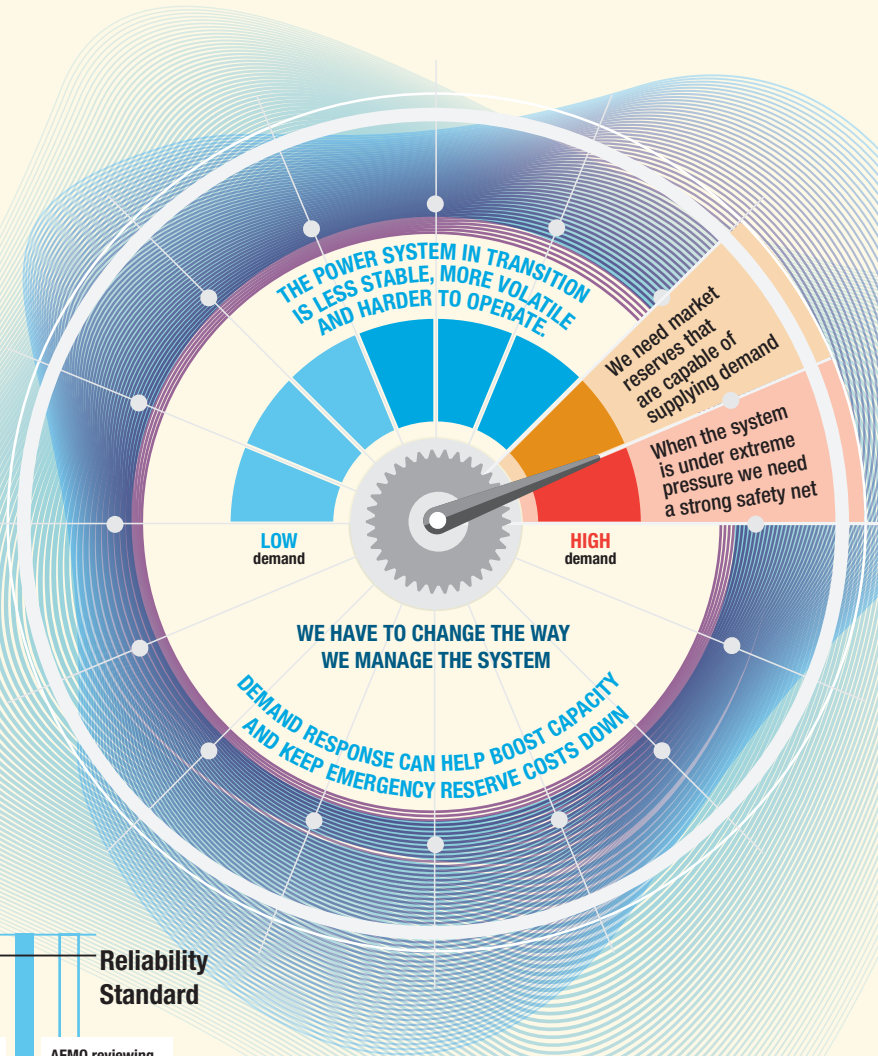 THE POWER SYSTEM IN TRANSITION
IS LESS STABLE, MORE VOLATILE
AND HARDER TO OPERATE.
We need market
reserves that
are capable of
supplying demand
When the system
is under extreme
pressure we need
a strong safety net
LOW
demand
HIGH
demand
WE HAVE TO CHANGE THE WAY
WE MANAGE THE SYSTEM
DEMAND RESPONSE CAN HELP BOOST CAPACITY
AND KEEP EMERGENCY RESERVE COSTS DOWN
Reliability
Standard
AEMO reviewing